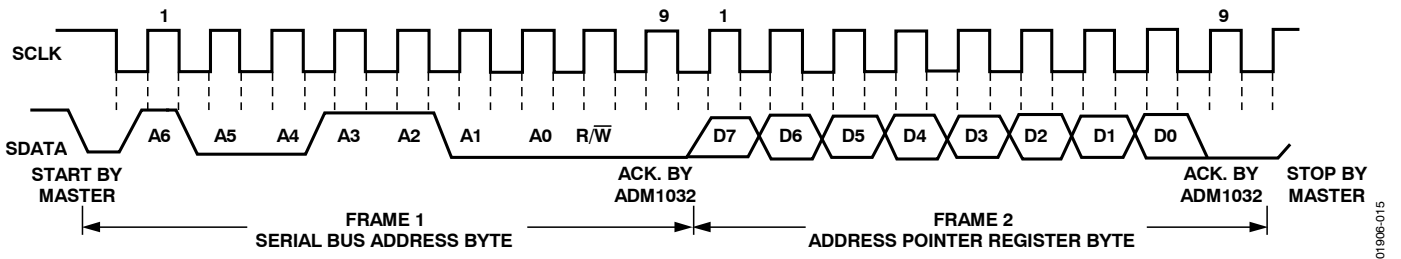 1 9 1 9
SCLK
A6 A5 A4 A3 A2 A1 A0 R/W̅ D7 D6 D5 D4 D3 D2 D1 D0
SDATA
START BY
MASTER
ACK. BY
ADM1032
ACK. BY
ADM1032
STOP BY
MASTER
FRAME 1
SERIAL BUS ADDRESS BYTE
FRAME 2
ADDRESS POINTER REGISTER BYTE
01906-015